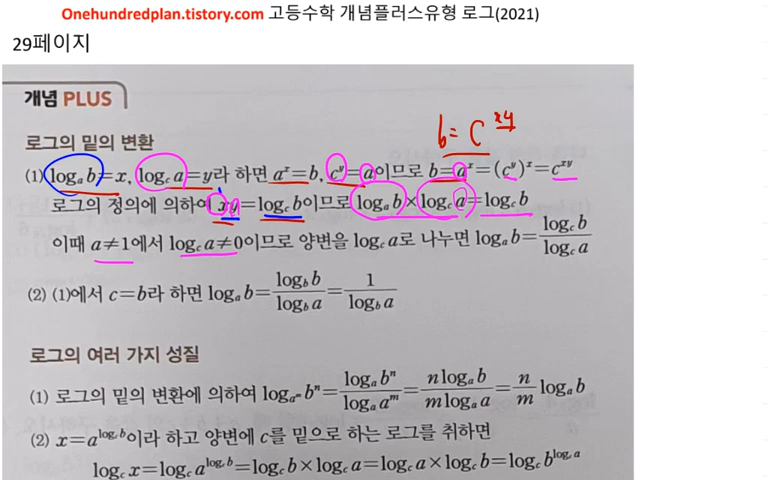 Onehundredplan.tistory.com 고등수학 개념플러스유형 로그(2021)
29페이지
개념 PLUS
b = c^{xy}
로그의 밑의 변환
(1) log_a b = x, log_c a = y라 하면 a^x = b, c^y = a이므로 b = a^x = (c^y)^x = c^{xy}
로그의 정의에 의하여 xy = log_c b이므로 log_a b × log_c a = log_c b
이때 a ≠ 1에서 log_c a ≠ 0이므로 양변을 log_c a로 나누면 log_a b = \frac{log_c b}{log_c a}
(2) (1)에서 c = b라 하면 log_a b = \frac{log_b b}{log_b a} = \frac{1}{log_b a}
로그의 여러 가지 성질
(1) 로그의 밑의 변환에 의하여 log_{a^m} b^n = \frac{log_a b^n}{log_a a^m} = \frac{n log_a b}{m log_a a} = \frac{n}{m} log_a b
(2) x = a^{log_c b}이라 하고 양변에 c를 밑으로 하는 로그를 취하면
log_c x = log_c a^{log_c b} = log_c b × log_c a = log_c a × log_c b = log_c b^{log_c a}